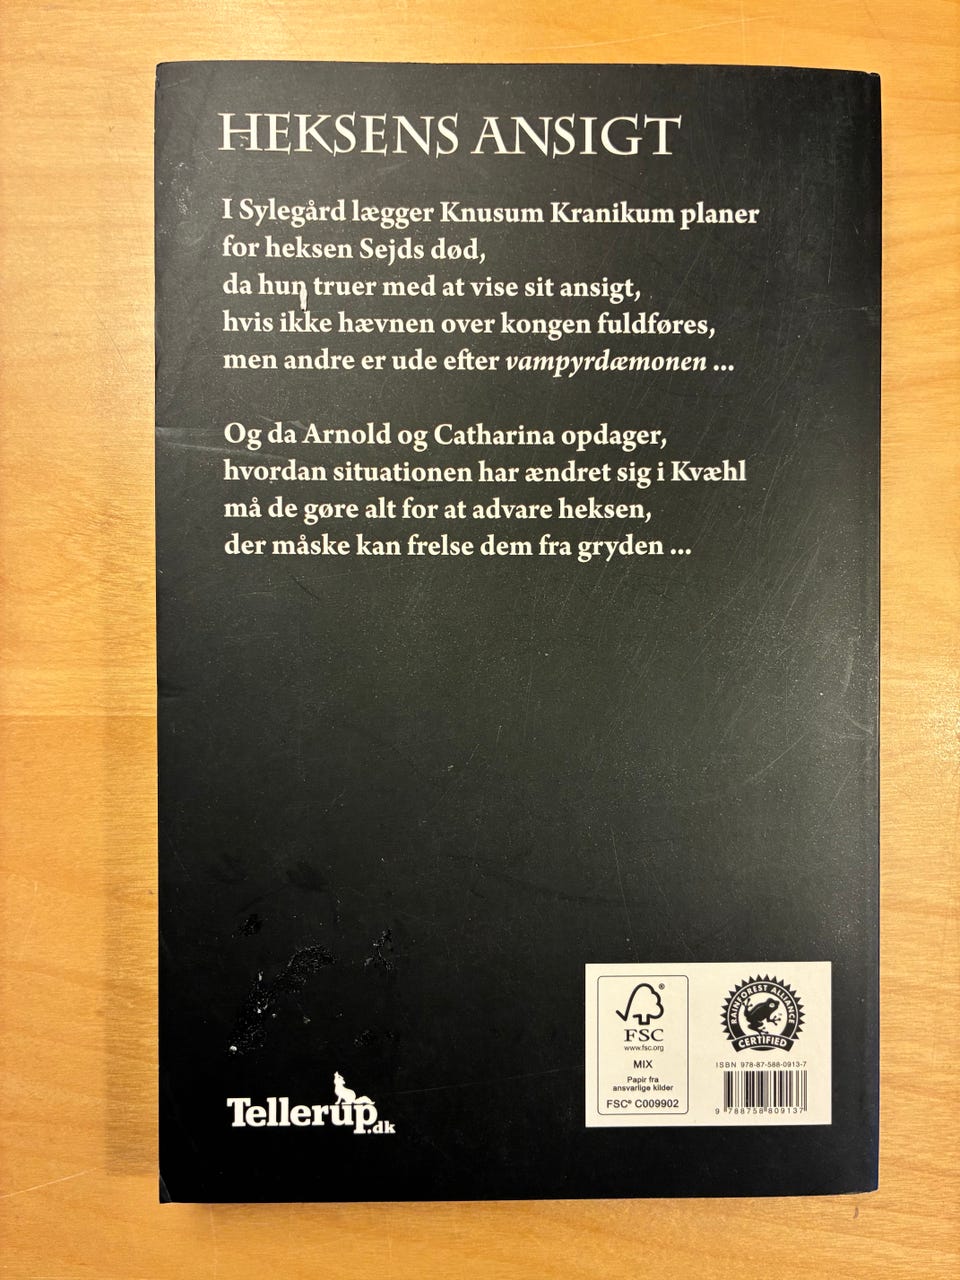 HEKSENS ANSIGT
I Sylegård lægger Knusum Kranikum planer
for heksen Sejds død,
da hun truer med at vise sit ansigt,
hvis ikke hævnen over kongen fuldføres,
men andre er ude efter vampyrdæmonen ...
Og da Arnold og Catharina opdager,
hvordan situationen har ændret sig i Kvæhl
må de gøre alt for at advare heksen,
der måske kan frelse dem fra gryden ...
Tellerup.dk
FSC®
www.fsc.org
MIX
Papir fra
ansvarlige kilder
FSC® C009902
RAINFOREST ALLIANCE
CERTIFIED
ISBN 978-87-588-0913-7
9 788758 809137